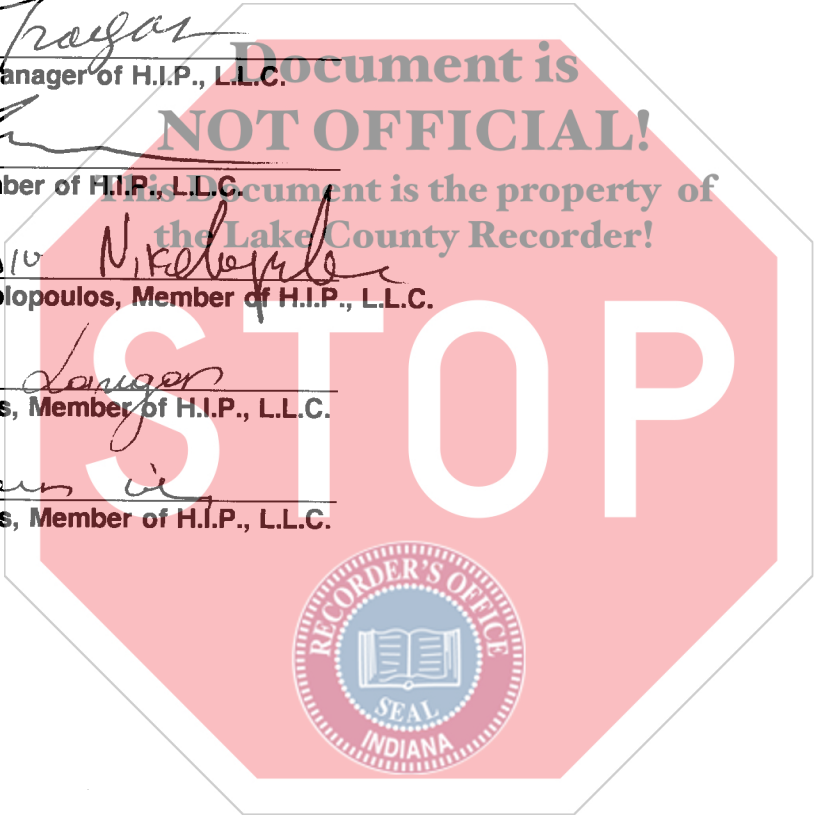 Document is
anager of H.I.P., L.L.C.
NOT OFFICIAL!
ber of H.I.P., L.L.C.
This Document is the property of
the Lake County Recorder!
lopoulos, Member of H.I.P., L.L.C.
STOP
s, Member of H.I.P., L.L.C.
s, Member of H.I.P., L.L.C.
RECORDER'S OFFICE
SEAL
INDIANA